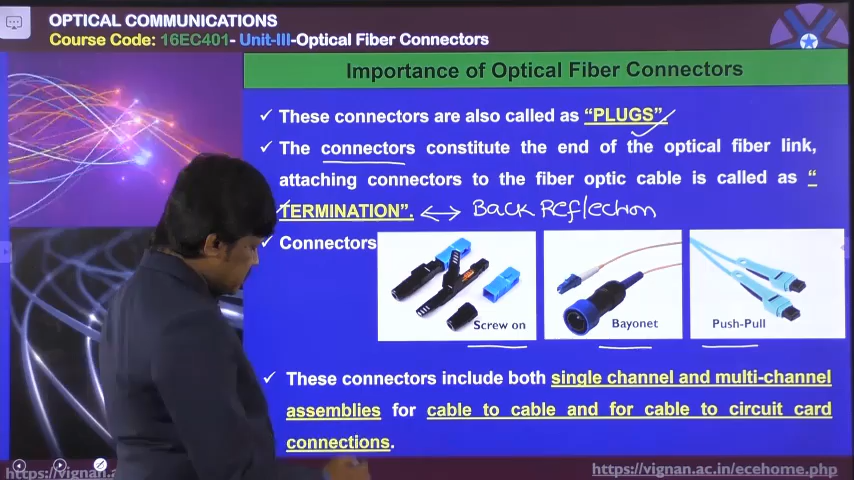 OPTICAL COMMUNICATIONS
Course Code: 16EC401- Unit-III-Optical Fiber Connectors
Importance of Optical Fiber Connectors
✓ These connectors are also called as “PLUGS”.
✓ The connectors constitute the end of the optical fiber link,
attaching connectors to the fiber optic cable is called as “
TERMINATION”. ↔ Back Reflection
✓ Connectors
Screw on
Bayonet
Push-Pull
✓ These connectors include both single channel and multi-channel
assemblies for cable to cable and for cable to circuit card
connections.
https://vignan.a
https://vignan.ac.in/ecehome.php